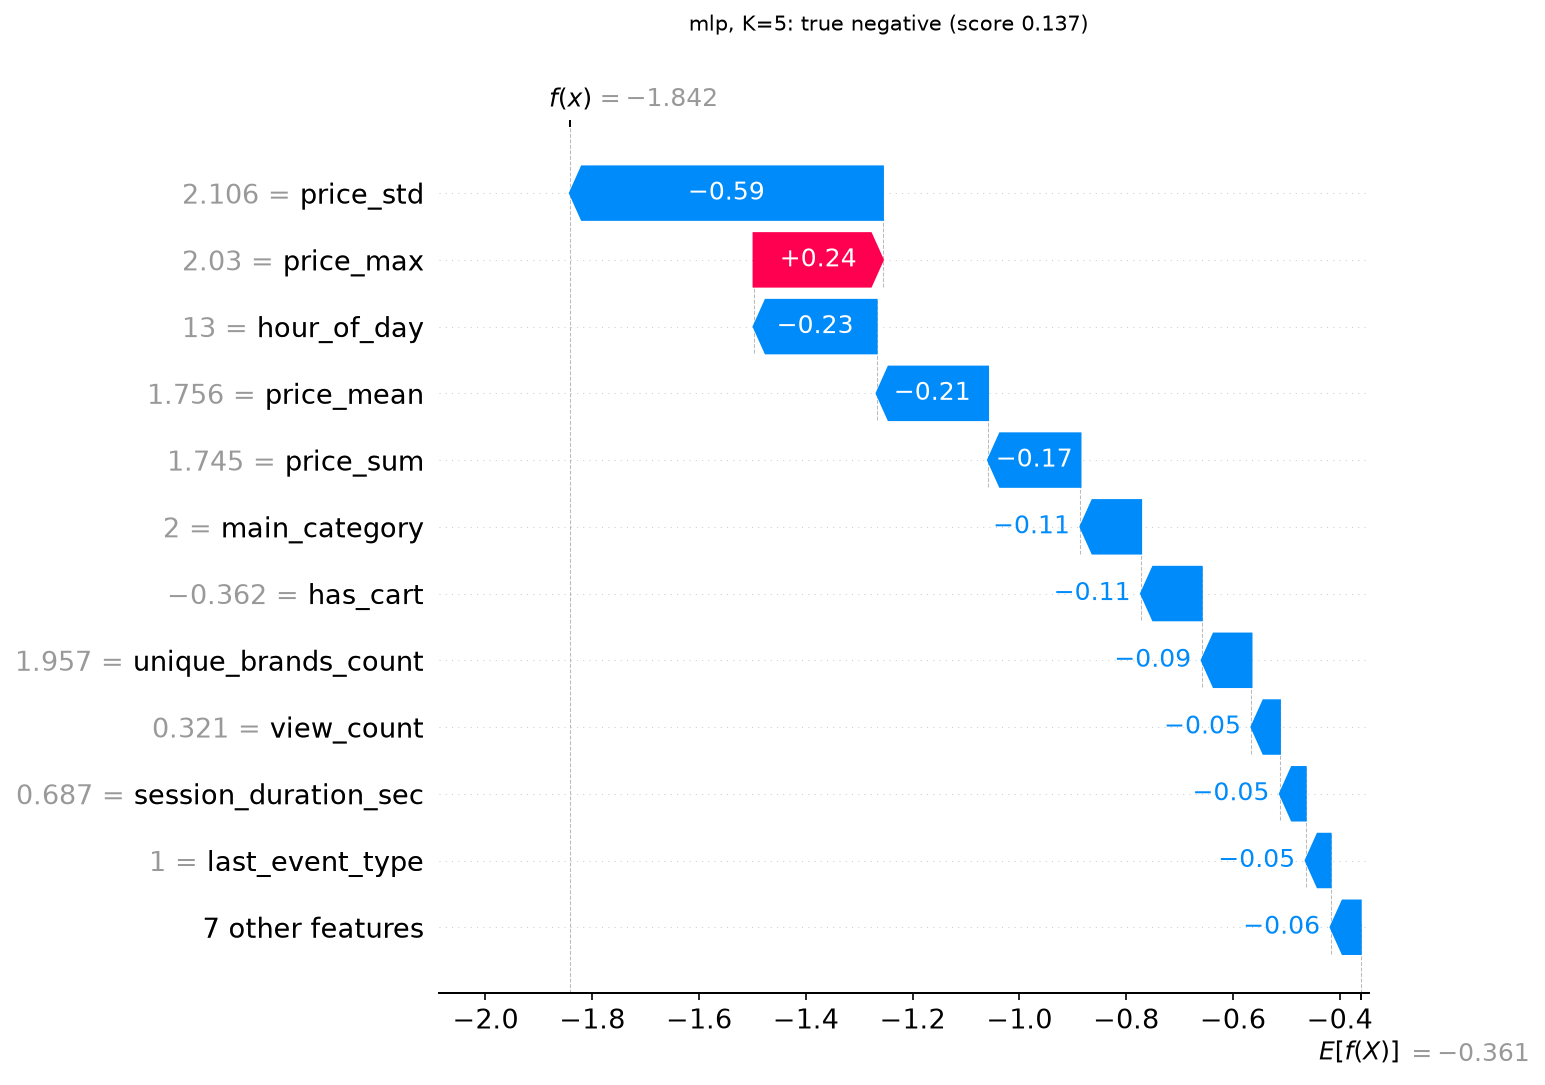 mlp, K=5: true negative (score 0.137)
f(x) = −1.842
2.106 = price_std −0.59
2.03 = price_max +0.24
13 = hour_of_day −0.23
1.756 = price_mean −0.21
1.745 = price_sum −0.17
2 = main_category −0.11
−0.362 = has_cart −0.11
1.957 = unique_brands_count −0.09
0.321 = view_count −0.05
0.687 = session_duration_sec −0.05
1 = last_event_type −0.05
7 other features −0.06
−2.0 −1.8 −1.6 −1.4 −1.2 −1.0 −0.8 −0.6 −0.4
E[f(X)] = −0.361